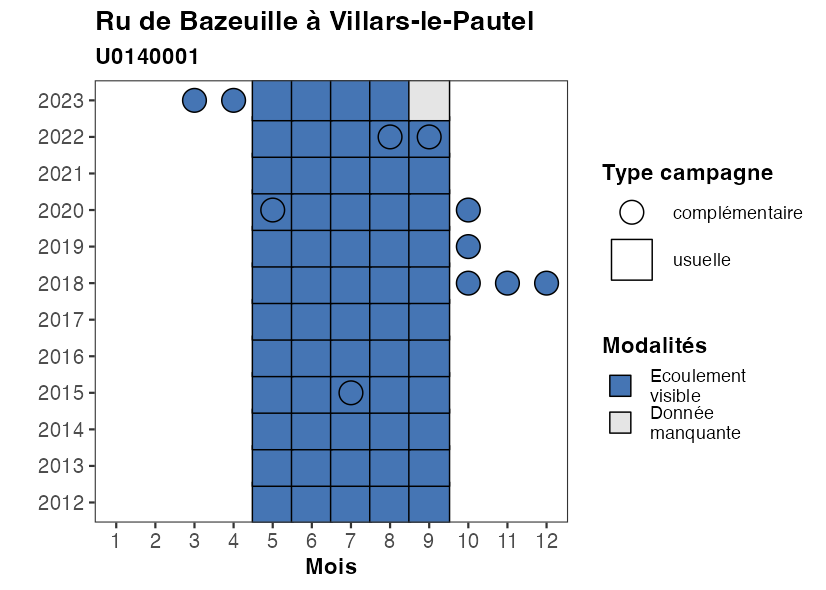 Ru de Bazeuille à Villars-le-Pautel
U0140001
2023
2022
2021
2020
2019
2018
2017
2016
2015
2014
2013
2012
1 2 3 4 5 6 7 8 9 10 11 12
Mois
Type campagne
complémentaire
usuelle
Modalités
Ecoulement
visible
Donnée
manquante